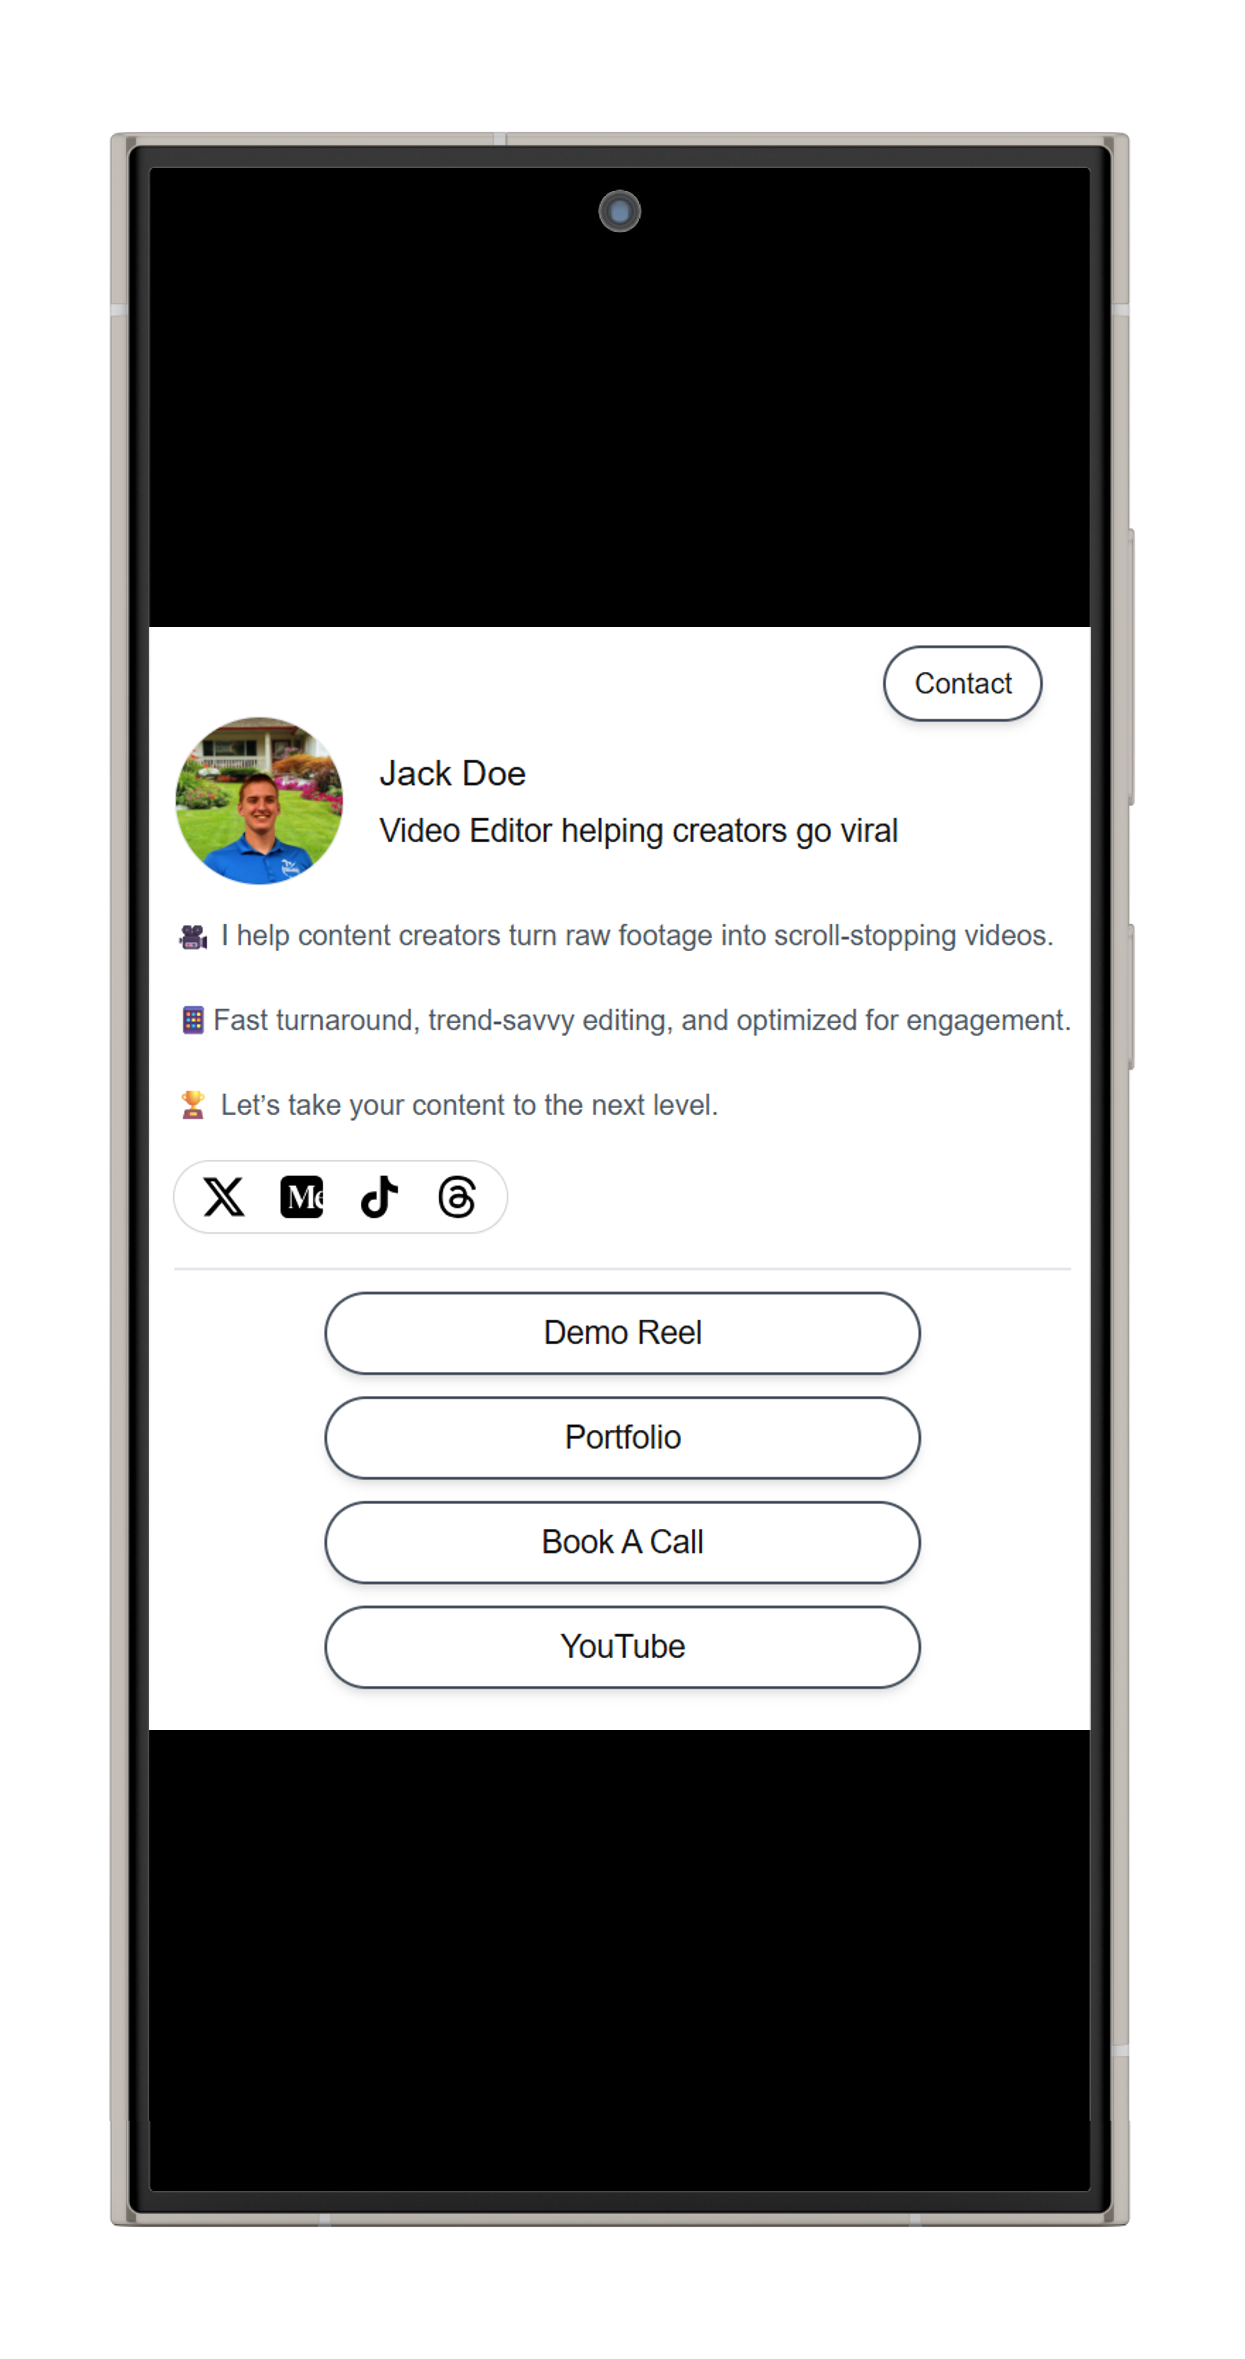 Contact
Jack Doe
Video Editor helping creators go viral
I help content creators turn raw footage into scroll-stopping videos.
Fast turnaround, trend-savvy editing, and optimized for engagement.
Let’s take your content to the next level.
Me
Demo Reel
Portfolio
Book A Call
YouTube